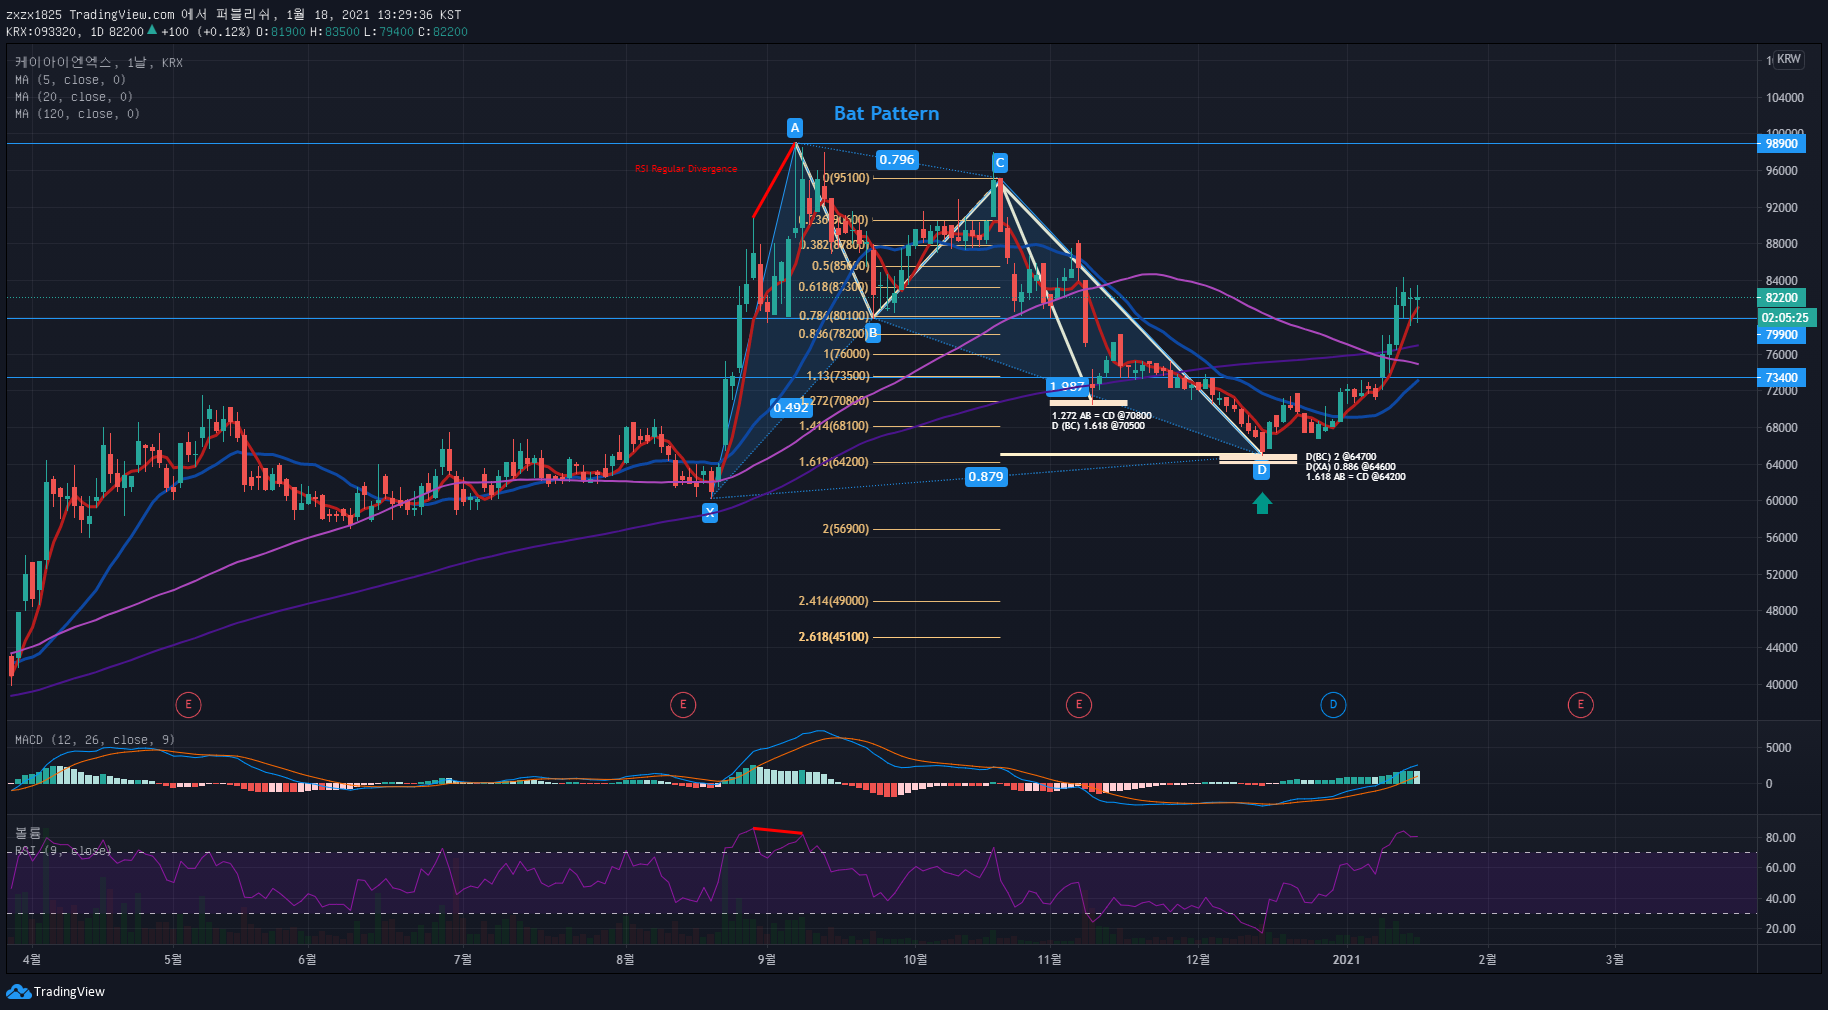 zxzx1825 TradingView.com 에서 퍼블리쉬, 1월 18, 2021 13:29:36 KST
KRX:093320, 1D 82200 ▲ +100 (+0.12%) O:81900 H:83500 L:79400 C:82200
케이아이엔엑스, 1날, KRX
MA (5, close, 0)
MA (20, close, 0)
MA (120, close, 0)
Bat Pattern
KRW
104000
100000
98900
96000
92000
88000
84000
82200
02:05:25
79900
76000
73400
72000
68000
64000
60000
56000
52000
48000
44000
40000
A
0.796
C
RSI Regular Divergence
0(95100)
0.236(90600)
0.382(87800)
0.5(85600)
0.618(83300)
0.786(80100)
B
0.886(78200)
1(76000)
1.13(73500)
1.987
1.272(70800)
0.492
1.272 AB = CD @70800
D (BC) 1.618 @70500
1.414(68100)
1.618(64200)
D(BC) 2 @64700
D(XA) 0.886 @64600
1.618 AB = CD @64200
D
0.879
X
2(56900)
2.414(49000)
2.618(45100)
E
E
E
D
E
MACD (12, 26, close, 9)
5000
0
볼륨
RSI (9, close)
80.00
60.00
40.00
20.00
4월 5월 6월 7월 8월 9월 10월 11월 12월 2021 2월 3월
TradingView